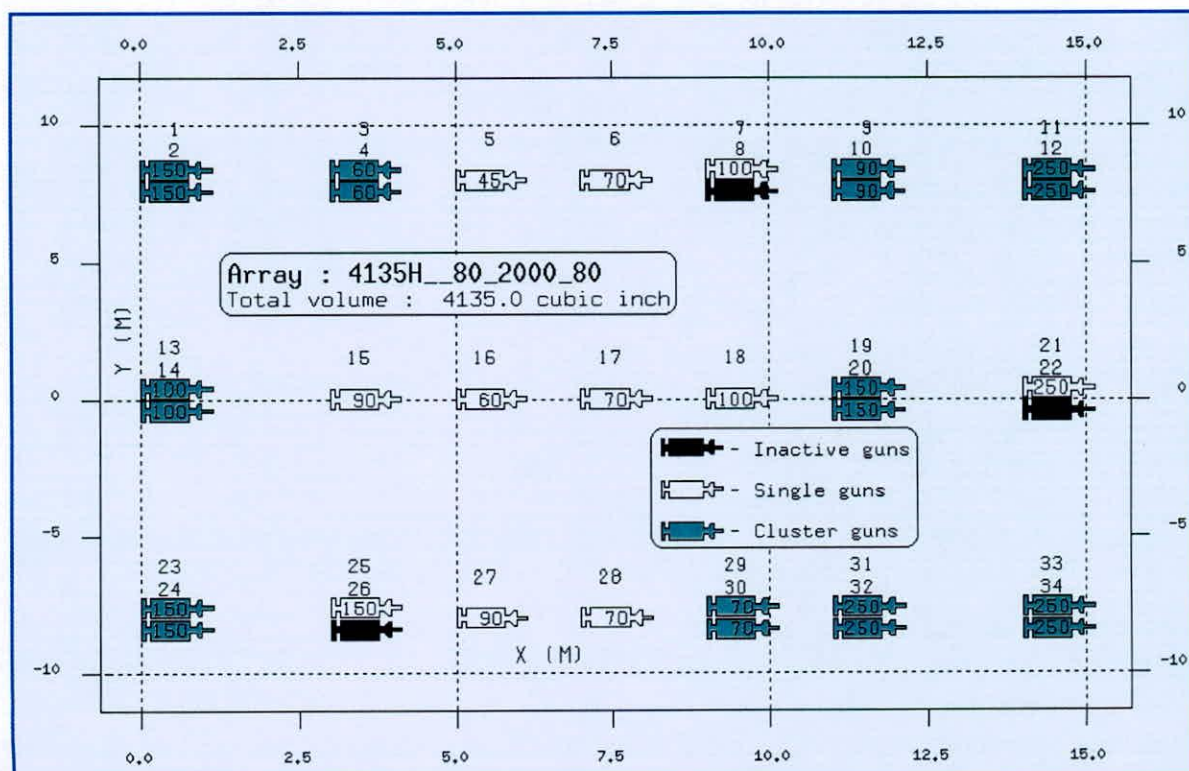 0.0 2.5 5.0 7.5 10.0 12.5 15.0
10 10
1 3 5 6 7 9 11
2 4 8 10 12
150 60 45 70 100 90 250
150 60 90 250
5 5
Array : 4135H__80_2000_80
Total volume : 4135.0 cubic inch
Y (M)
13 15 16 17 18 19 21
14 20 22
100 90 60 70 100 150 250
100 150
0 0
- Inactive guns
- Single guns
- Cluster guns
-5 -5
23 25 27 28 29 31 33
24 26 30 32 34
150 150 90 70 70 250 250
150 70 250 250
X (M)
-10 -10
0.0 2.5 5.0 7.5 10.0 12.5 15.0